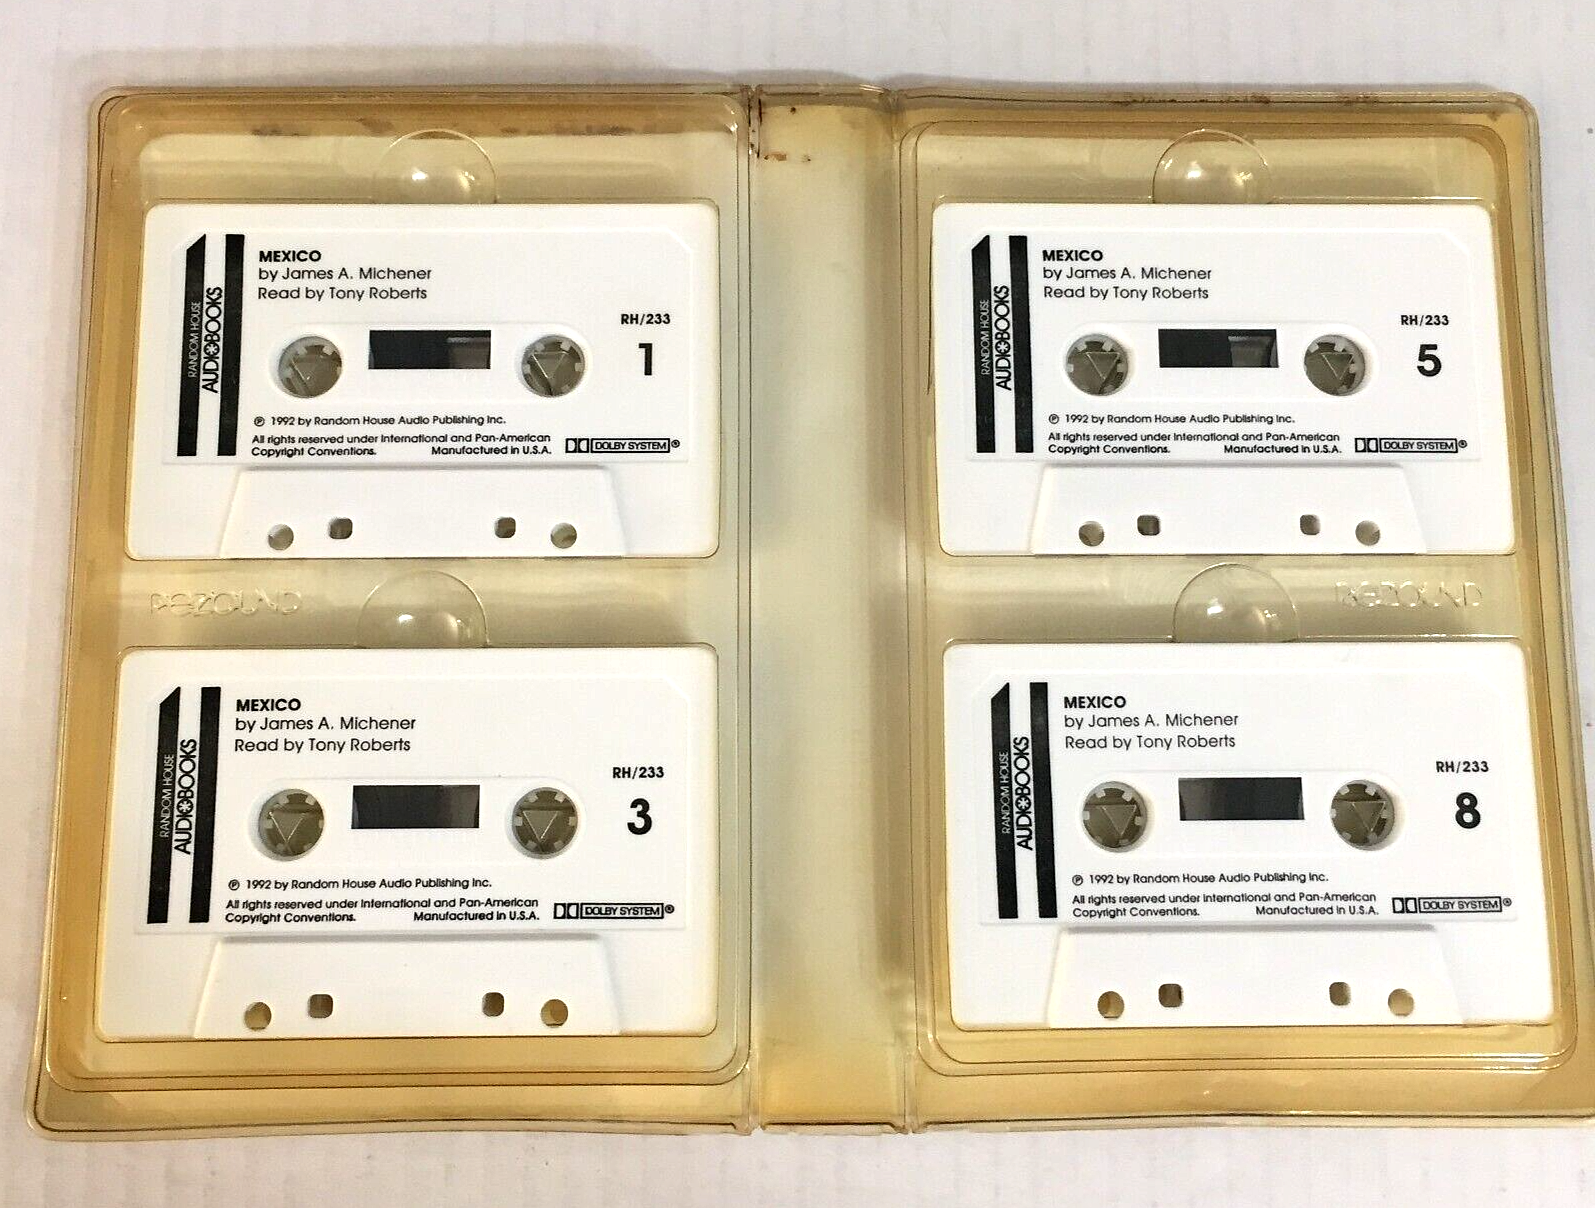 MEXICO
by James A. Michener
Read by Tony Roberts
RANDOM HOUSE
AUDIOBOOKS
RH/233
1
℗ 1992 by Random House Audio Publishing Inc.
All rights reserved under International and Pan-American
Copyright Conventions. Manufactured in U.S.A.
DOLBY SYSTEM®
MEXICO
by James A. Michener
Read by Tony Roberts
RANDOM HOUSE
AUDIOBOOKS
RH/233
5
℗ 1992 by Random House Audio Publishing Inc.
All rights reserved under International and Pan-American
Copyright Conventions. Manufactured in U.S.A.
DOLBY SYSTEM®
MEXICO
by James A. Michener
Read by Tony Roberts
RANDOM HOUSE
AUDIOBOOKS
RH/233
3
℗ 1992 by Random House Audio Publishing Inc.
All rights reserved under International and Pan-American
Copyright Conventions. Manufactured in U.S.A.
DOLBY SYSTEM®
MEXICO
by James A. Michener
Read by Tony Roberts
RANDOM HOUSE
AUDIOBOOKS
RH/233
8
℗ 1992 by Random House Audio Publishing Inc.
All rights reserved under International and Pan-American
Copyright Conventions. Manufactured in U.S.A.
DOLBY SYSTEM®